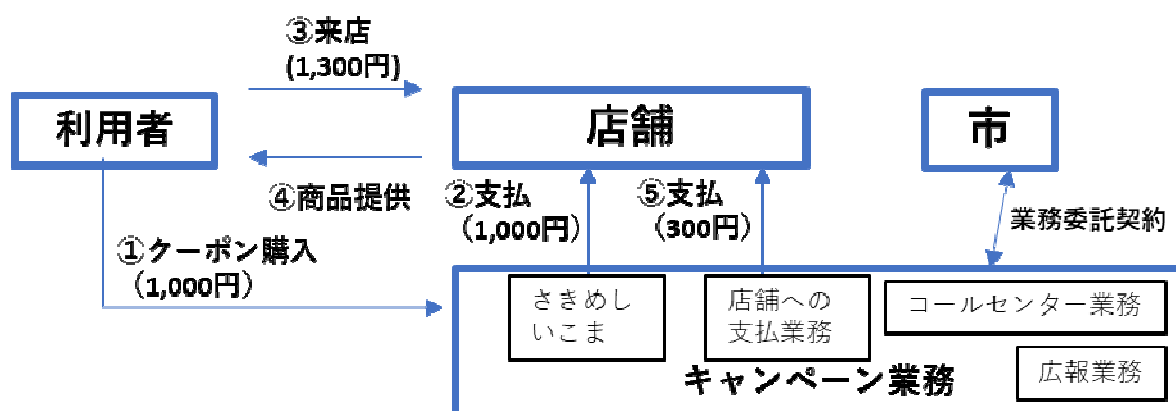 ③来店
(1,300円)
利用者
店舗
市
④商品提供
②支払
（1,000円）
⑤支払
（300円）
業務委託契約
①クーポン購入
（1,000円）
さきめし
いこま
店舗への
支払業務
コールセンター業務
キャンペーン業務
広報業務